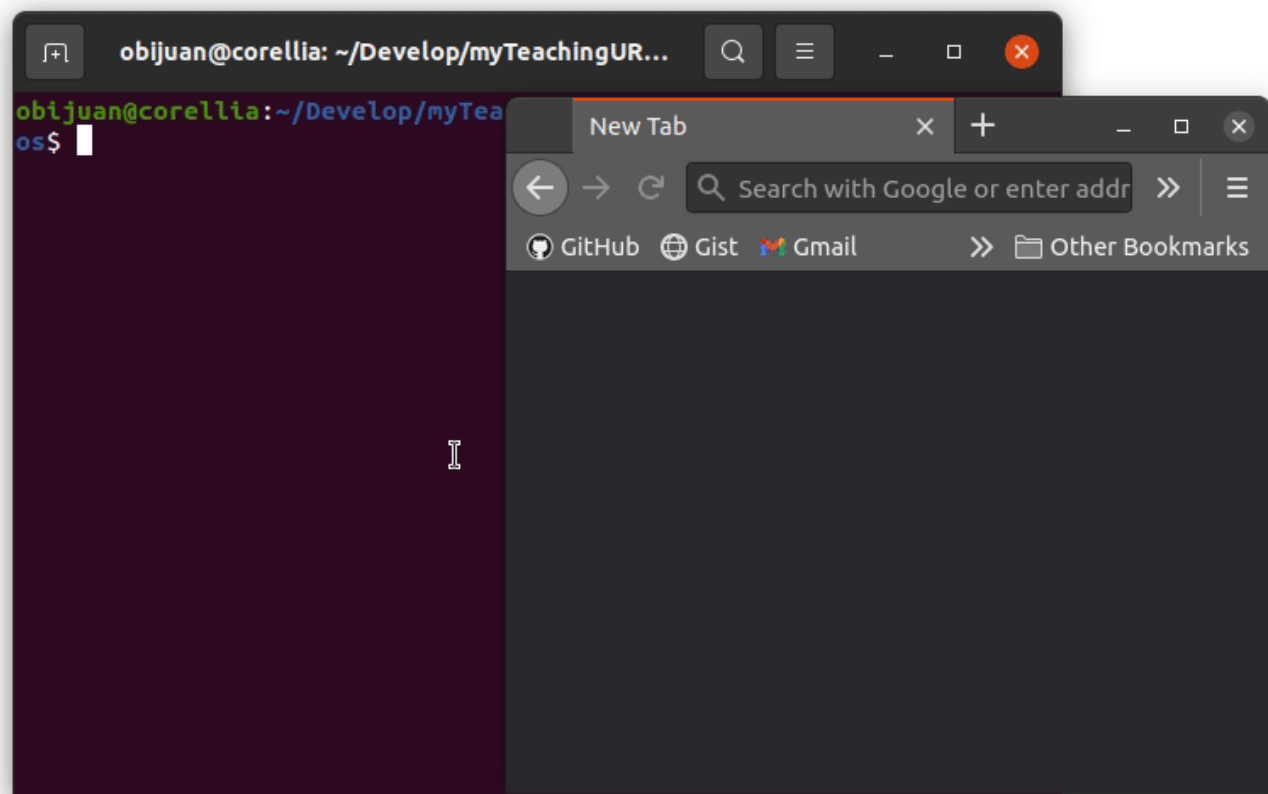 obijuan@corellia: ~/Develop/myTeachingUR...
obijuan@corellia:~/Develop/myTea
os$
New Tab
Search with Google or enter addr
GitHub Gist Gmail Other Bookmarks